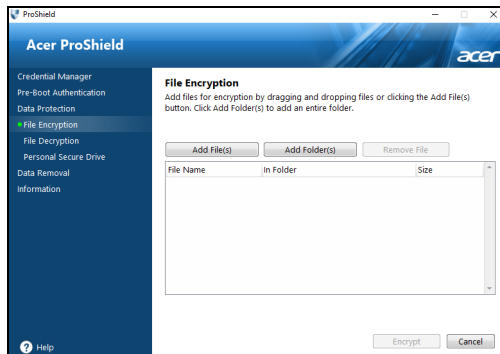 ProShield
Acer ProShield
acer
Credential Manager
Pre-Boot Authentication
Data Protection
File Encryption
File Decryption
Personal Secure Drive
Data Removal
Information
Help
File Encryption
Add files for encryption by dragging and dropping files or clicking the Add File(s)
button. Click Add Folder(s) to add an entire folder.
Add File(s) Add Folder(s) Remove File
File Name In Folder Size
Encrypt Cancel